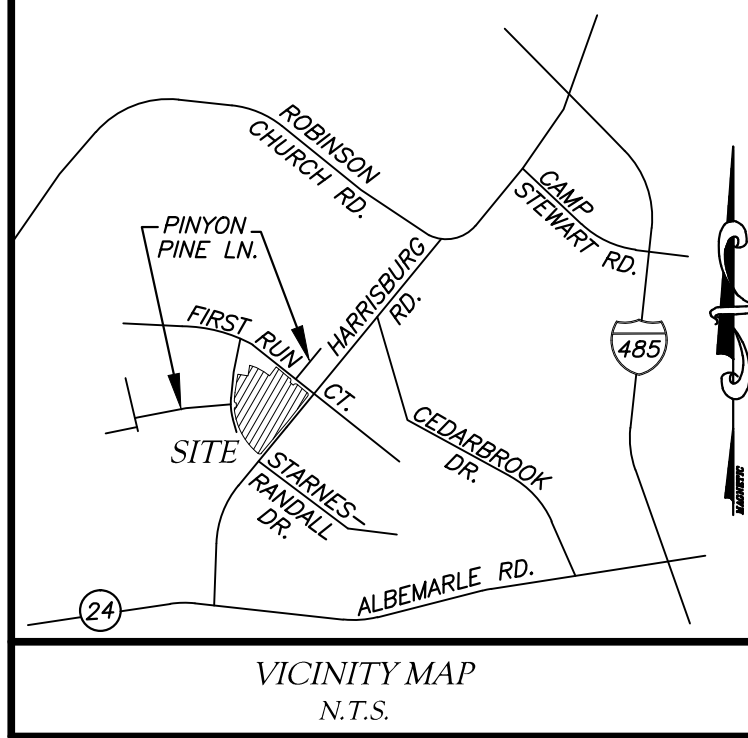 ROBINSON
CHURCH RD.
CAMP
STEWART RD.
PINYON
PINE LN.
HARRISBURG
RD.
FIRST RUN
CT.
485
SITE
CEDARBROOK
DR.
STARNES-
RANDALL
DR.
ALBEMARLE RD.
24
MAGNETIC
VICINITY MAP
N.T.S.